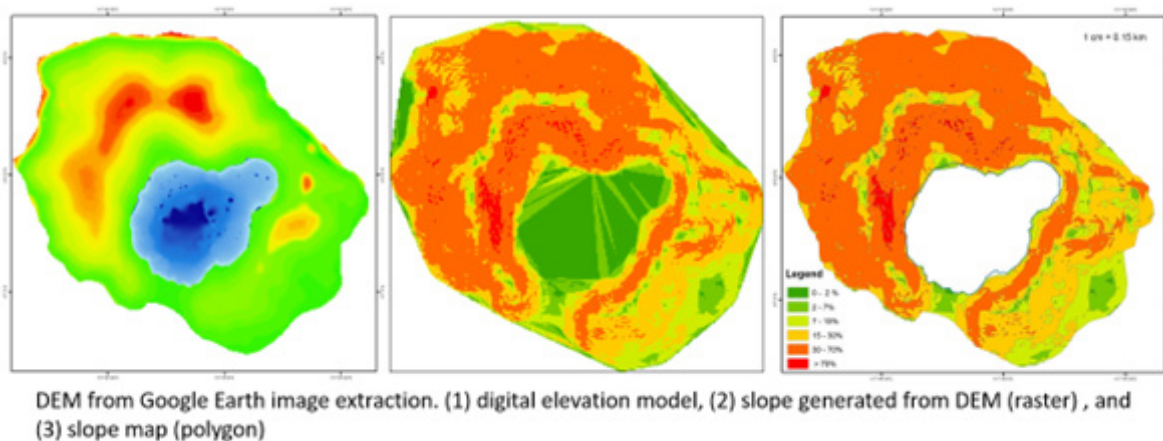 1 cm = 0.15 km
Legend
0 - 2 %
2 - 7%
7 - 15%
15 - 30%
30 - 70%
> 70%
DEM from Google Earth image extraction. (1) digital elevation model, (2) slope generated from DEM (raster) , and
(3) slope map (polygon)